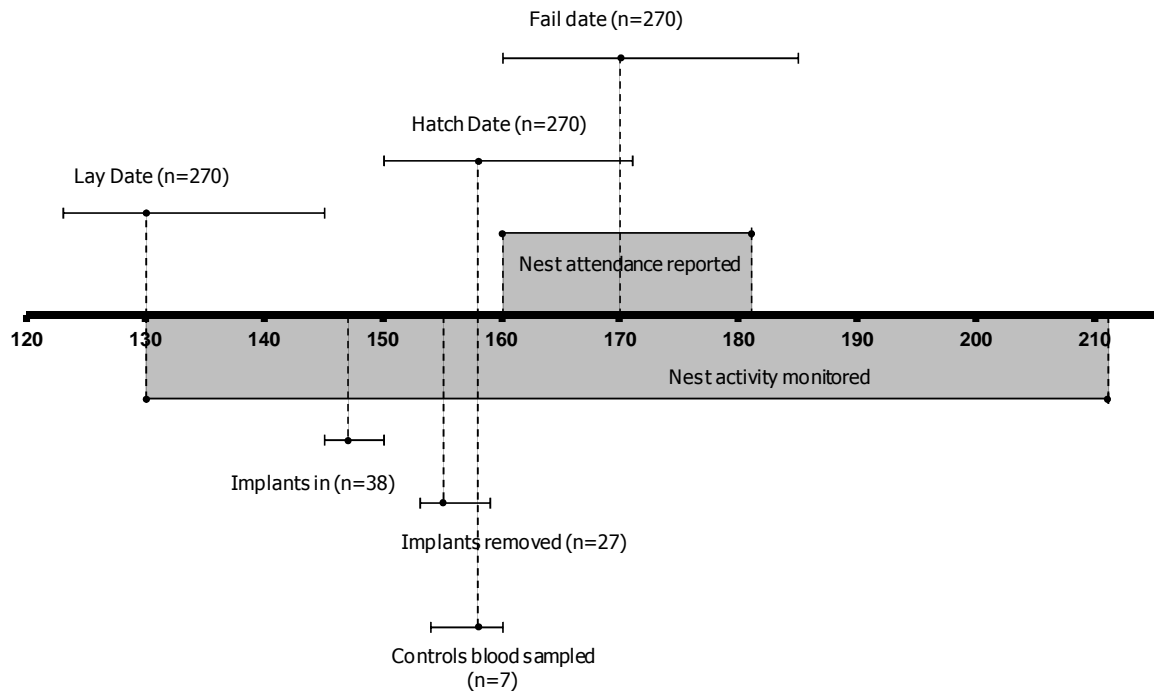 Fail date (n=270)
Hatch Date (n=270)
Lay Date (n=270)
Nest attendance reported
120 130 140 150 160 170 180 190 200 210
Nest activity monitored
Implants in (n=38)
Implants removed (n=27)
Controls blood sampled
(n=7)